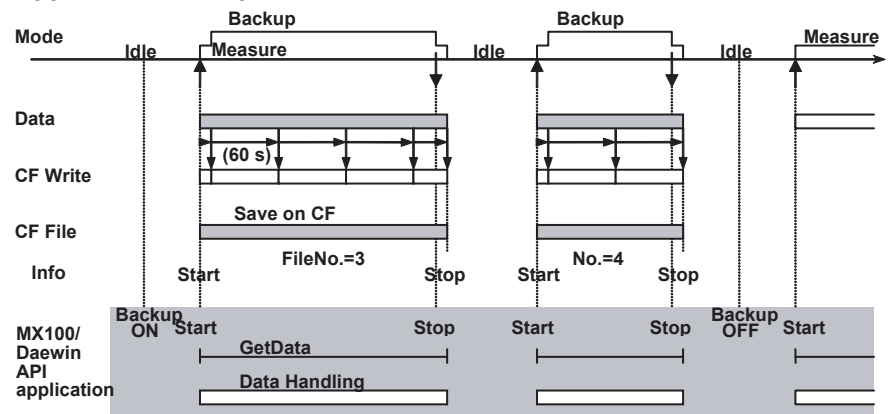 Backup Backup
Mode Measure
Idle Measure Idle Idle
Data
(60 s)
CF Write
Save on CF
CF File
FileNo.=3 No.=4
Info Start Stop Start Stop
Backup ON Start Stop Start Stop Backup OFF Start
MX100/
Daewin GetData
API
application Data Handling